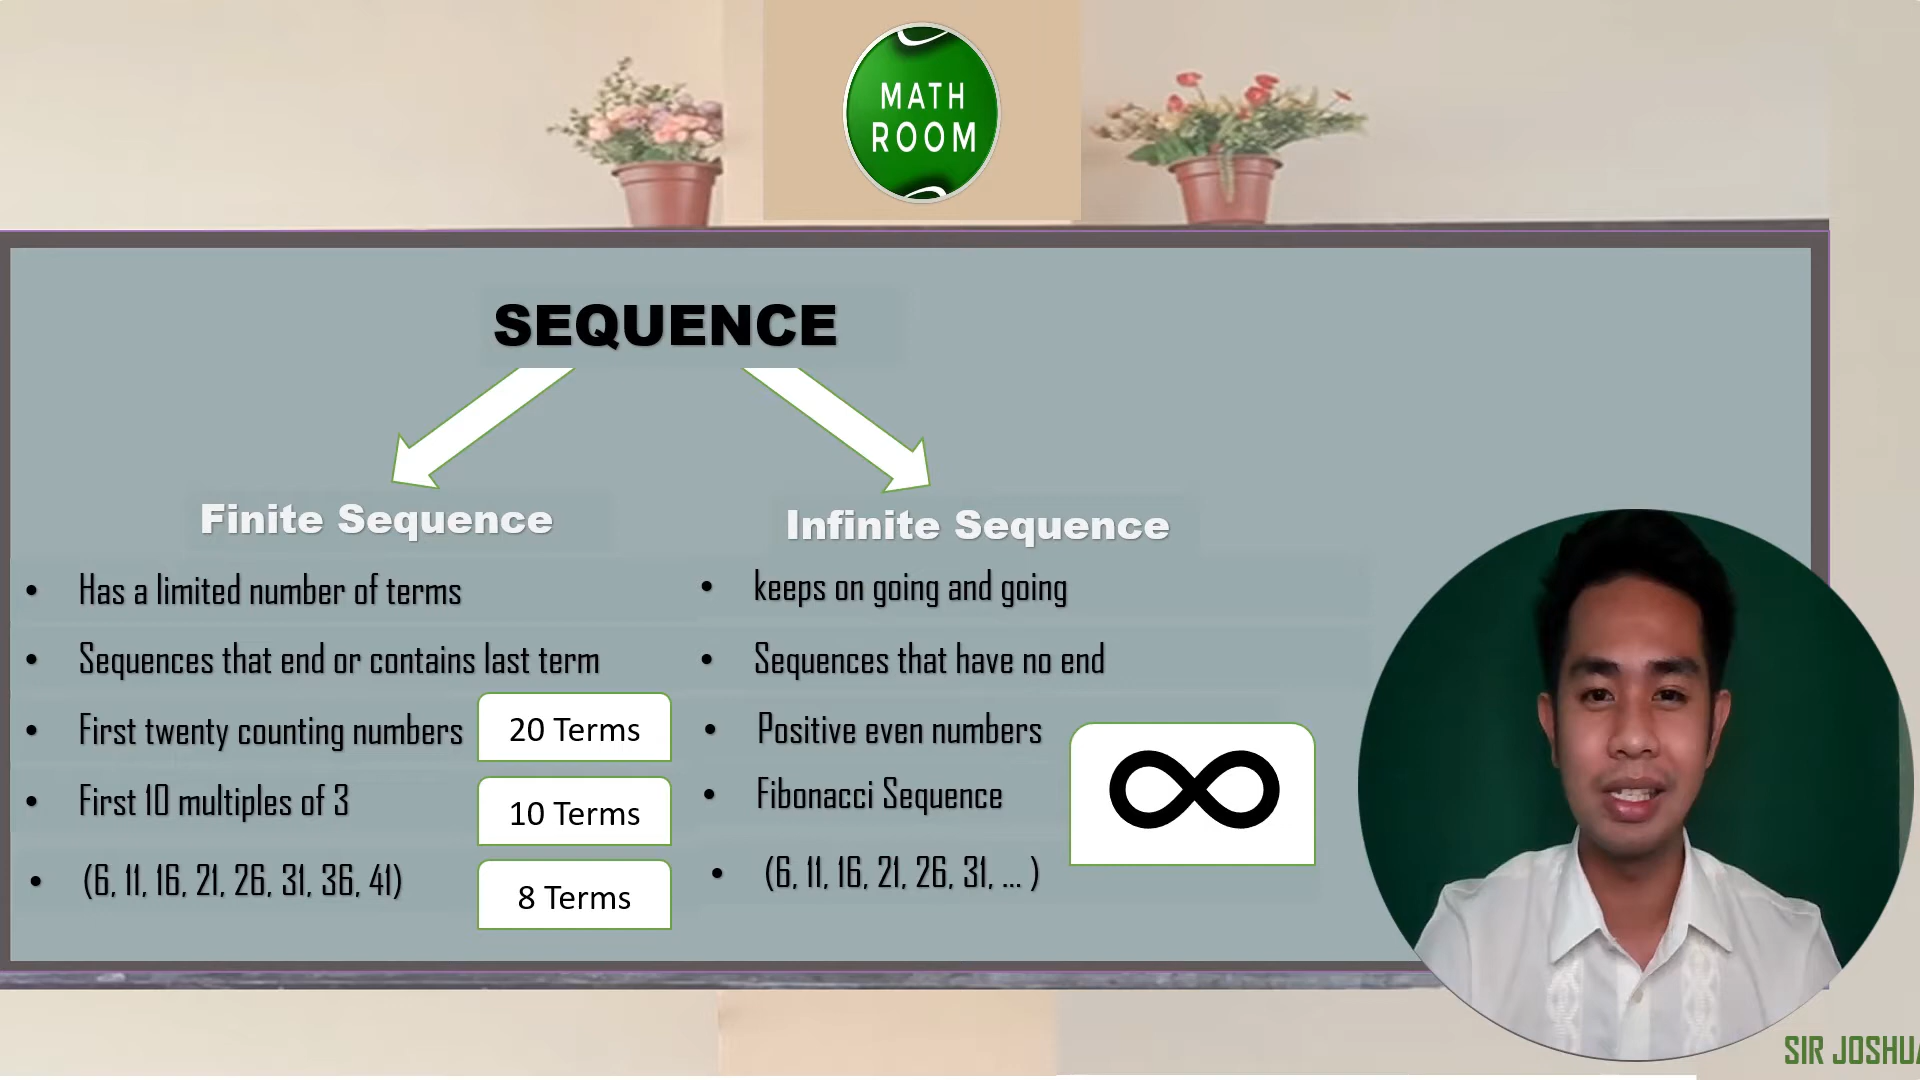 MATH
ROOM
SEQUENCE
Finite Sequence
• Has a limited number of terms
• Sequences that end or contains last term
• First twenty counting numbers
20 Terms
• First 10 multiples of 3
10 Terms
• (6, 11, 16, 21, 26, 31, 36, 41)
8 Terms
Infinite Sequence
• keeps on going and going
• Sequences that have no end
• Positive even numbers
• Fibonacci Sequence
∞
• (6, 11, 16, 21, 26, 31, ... )
SIR JOSHUA